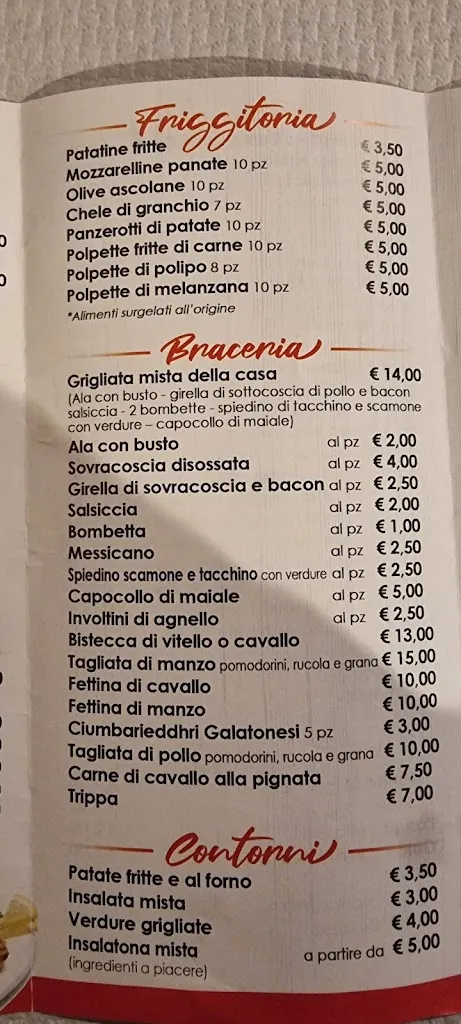 Friggitoria
Patatine fritte € 3,50
Mozzarelline panate 10 pz € 5,00
Olive ascolane 10 pz € 5,00
Chele di granchio 7 pz € 5,00
Panzerotti di patate 10 pz € 5,00
Polpette fritte di carne 10 pz € 5,00
Polpette di polipo 8 pz € 5,00
Polpette di melanzana 10 pz € 5,00
*Alimenti surgelati all'origine
Braceria
Grigliata mista della casa € 14,00
(Ala con busto - girella di sottocoscia di pollo e bacon
salsiccia - 2 bombette - spiedino di tacchino e scamone
con verdure – capocollo di maiale)
Ala con busto al pz € 2,00
Sovracoscia disossata al pz € 4,00
Girella di sovracoscia e bacon al pz € 2,50
Salsiccia al pz € 2,00
Bombetta al pz € 1,00
Messicano al pz € 2,50
Spiedino scamone e tacchino con verdure al pz € 2,50
Capocollo di maiale al pz € 5,00
Involtini di agnello al pz € 2,50
Bistecca di vitello o cavallo € 13,00
Tagliata di manzo pomodorini, rucola e grana € 15,00
Fettina di cavallo € 10,00
Fettina di manzo € 10,00
Ciumbarieddhri Galatonesi 5 pz € 3,00
Tagliata di pollo pomodorini, rucola e grana € 10,00
Carne di cavallo alla pignata € 7,50
Trippa € 7,00
Contorni
Patate fritte e al forno € 3,50
Insalata mista € 3,00
Verdure grigliate € 4,00
Insalatona mista a partire da € 5,00
(ingredienti a piacere)